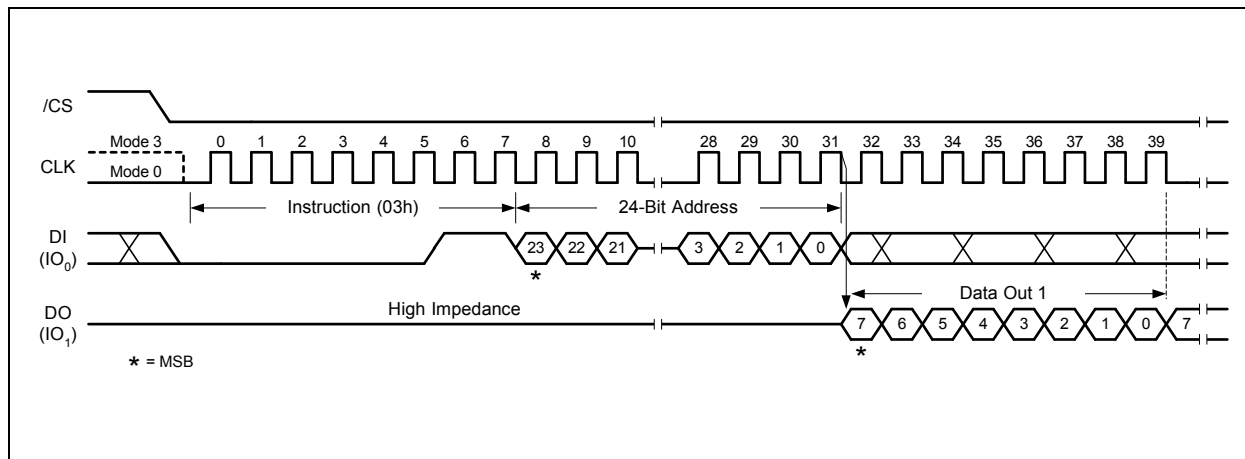 /CS
Mode 3 0 1 2 3 4 5 6 7 8 9 10 28 29 30 31 32 33 34 35 36 37 38 39
CLK Mode 0
Instruction (03h) 24-Bit Address
DI
(IO0) 23 22 21 3 2 1 0
* Data Out 1
DO High Impedance
(IO1) 7 6 5 4 3 2 1 0 7
*
* = MSB